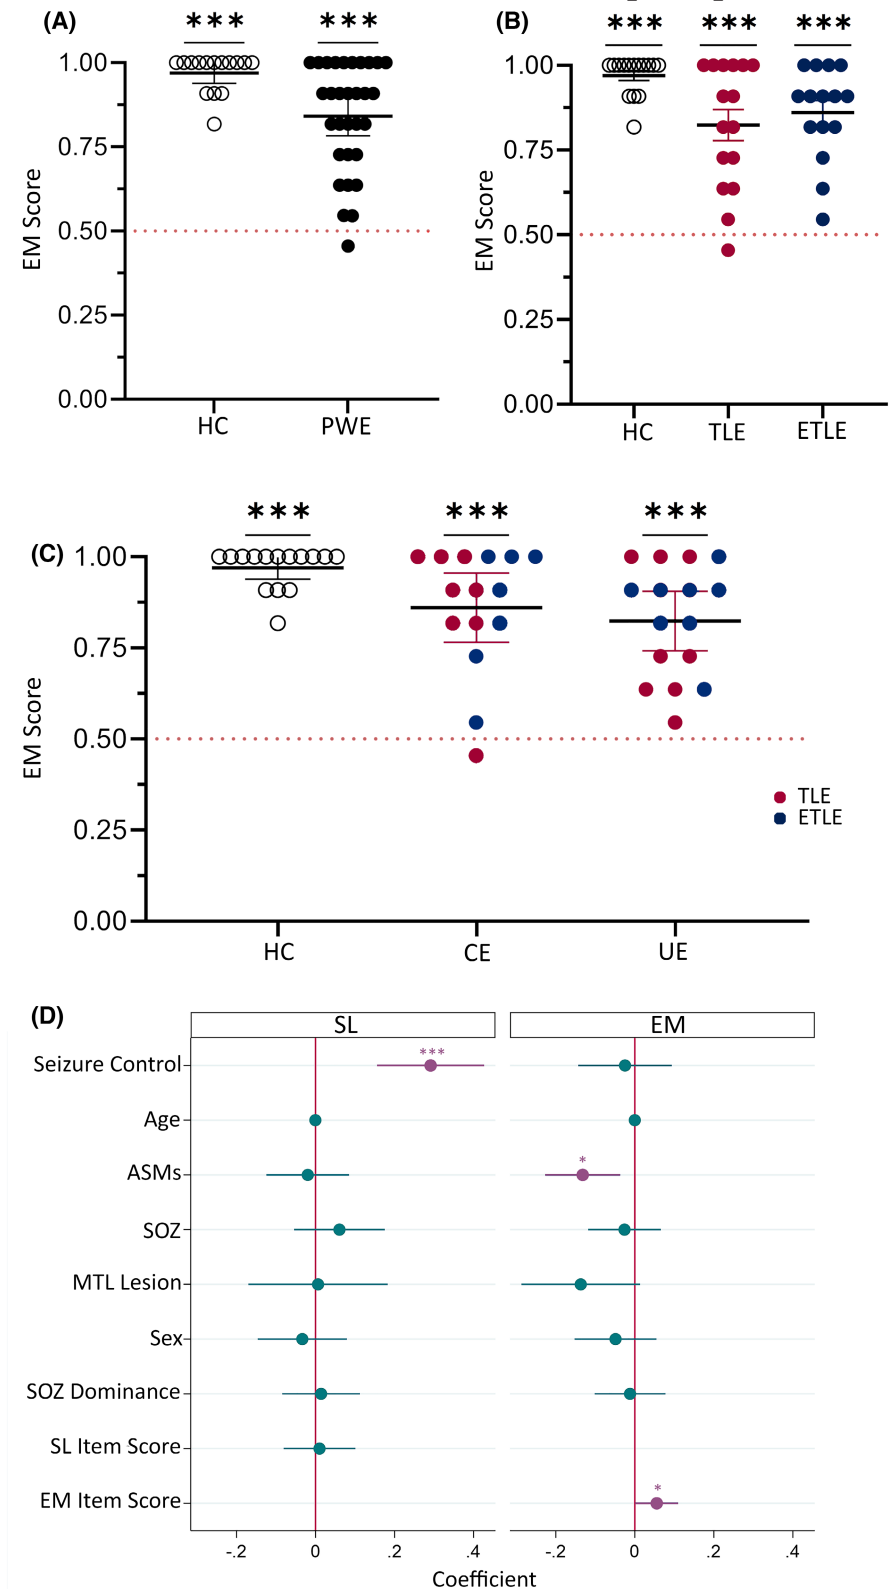 (A)
*** ***
1.00
0.75
0.50
0.25
0.00
EM Score
HC PWE
(B)
*** *** ***
1.00
0.75
0.50
0.25
0.00
EM Score
HC TLE ETLE
(C)
*** *** ***
1.00
0.75
0.50
0.25
0.00
EM Score
TLE
ETLE
HC CE UE
(D)
SL EM
Seizure Control
***
Age
ASMs
*
SOZ
MTL Lesion
Sex
SOZ Dominance
SL Item Score
EM Item Score
*
-.2 0 .2 .4 -.2 0 .2 .4
Coefficient